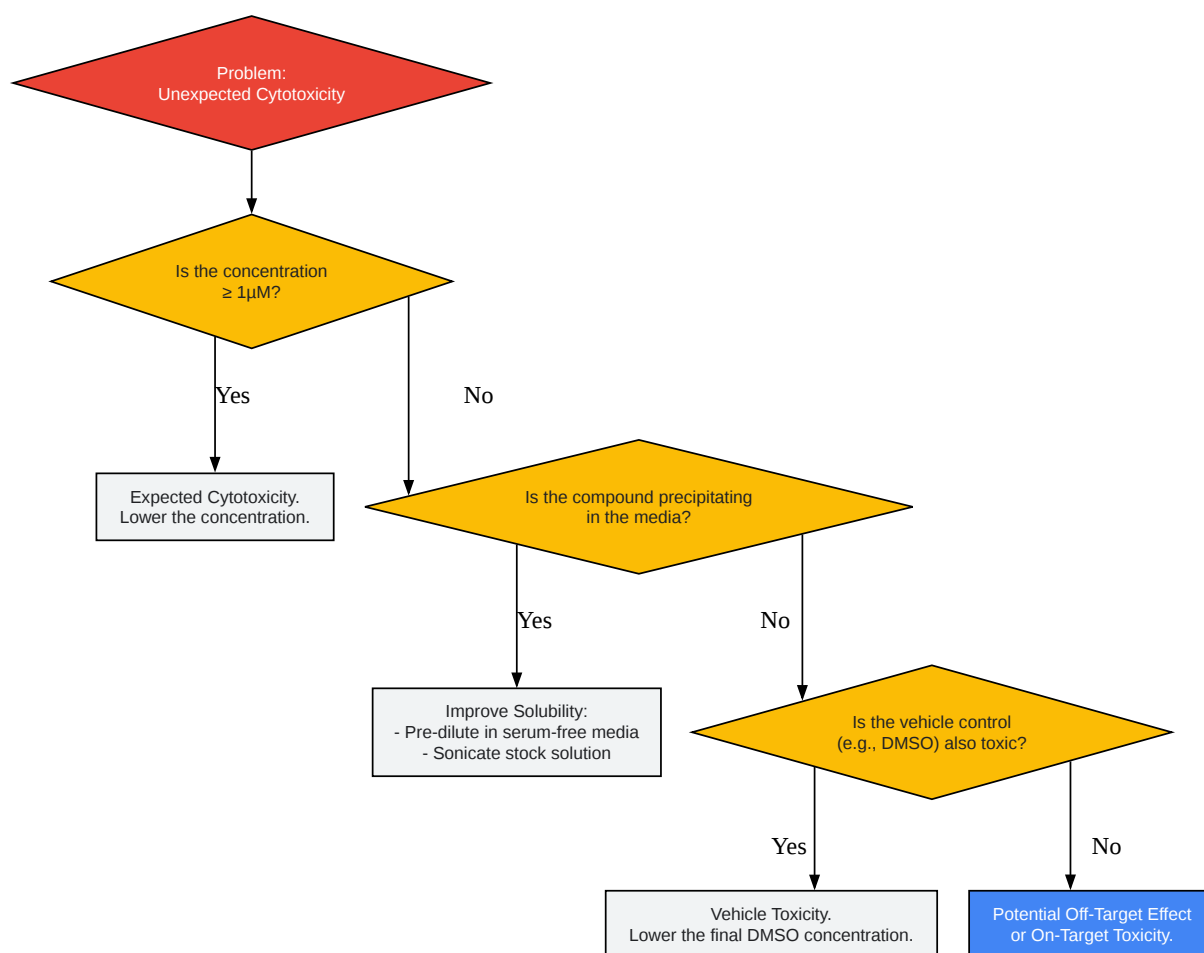 Problem:
Unexpected Cytotoxicity
Is the concentration
≥ 1µM?
Yes
No
Expected Cytotoxicity.
Lower the concentration.
Is the compound precipitating
in the media?
Yes
No
Improve Solubility:
- Pre-dilute in serum-free media
- Sonicate stock solution
Is the vehicle control
(e.g., DMSO) also toxic?
Yes
No
Vehicle Toxicity.
Lower the final DMSO concentration.
Potential Off-Target Effect
or On-Target Toxicity.